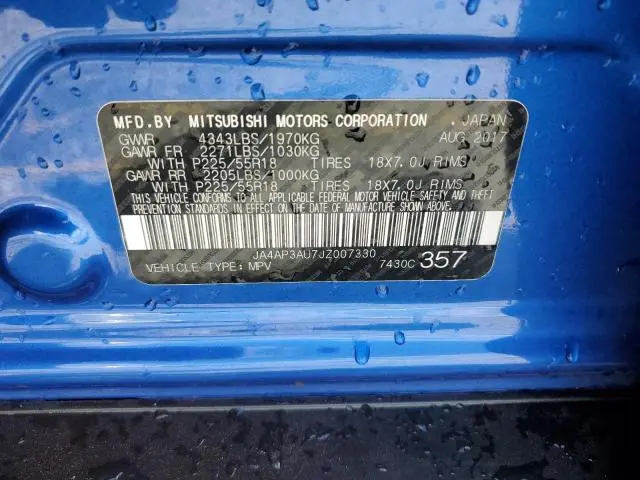 MFD.BY MITSUBISHI MOTORS CORPORATION JAPAN
GVWR 4343LBS/1970KG AUG.2017
GAWR FR 2271LBS/1030KG
WITH P225/55R18 TIRES 18X7.0J RIMS
GAWR RR 2205LBS/1000KG
WITH P225/55R18 TIRES 18X7.0J RIMS
THIS VEHICLE CONFORMS TO ALL APPLICABLE FEDERAL MOTOR VEHICLE SAFETY AND THEFT
PREVENTION STANDARDS IN EFFECT ON THE DATE OF MANUFACTURE SHOWN ABOVE.
JA4AP3AU7JZ007330
VEHICLE TYPE: MPV 7430C 357